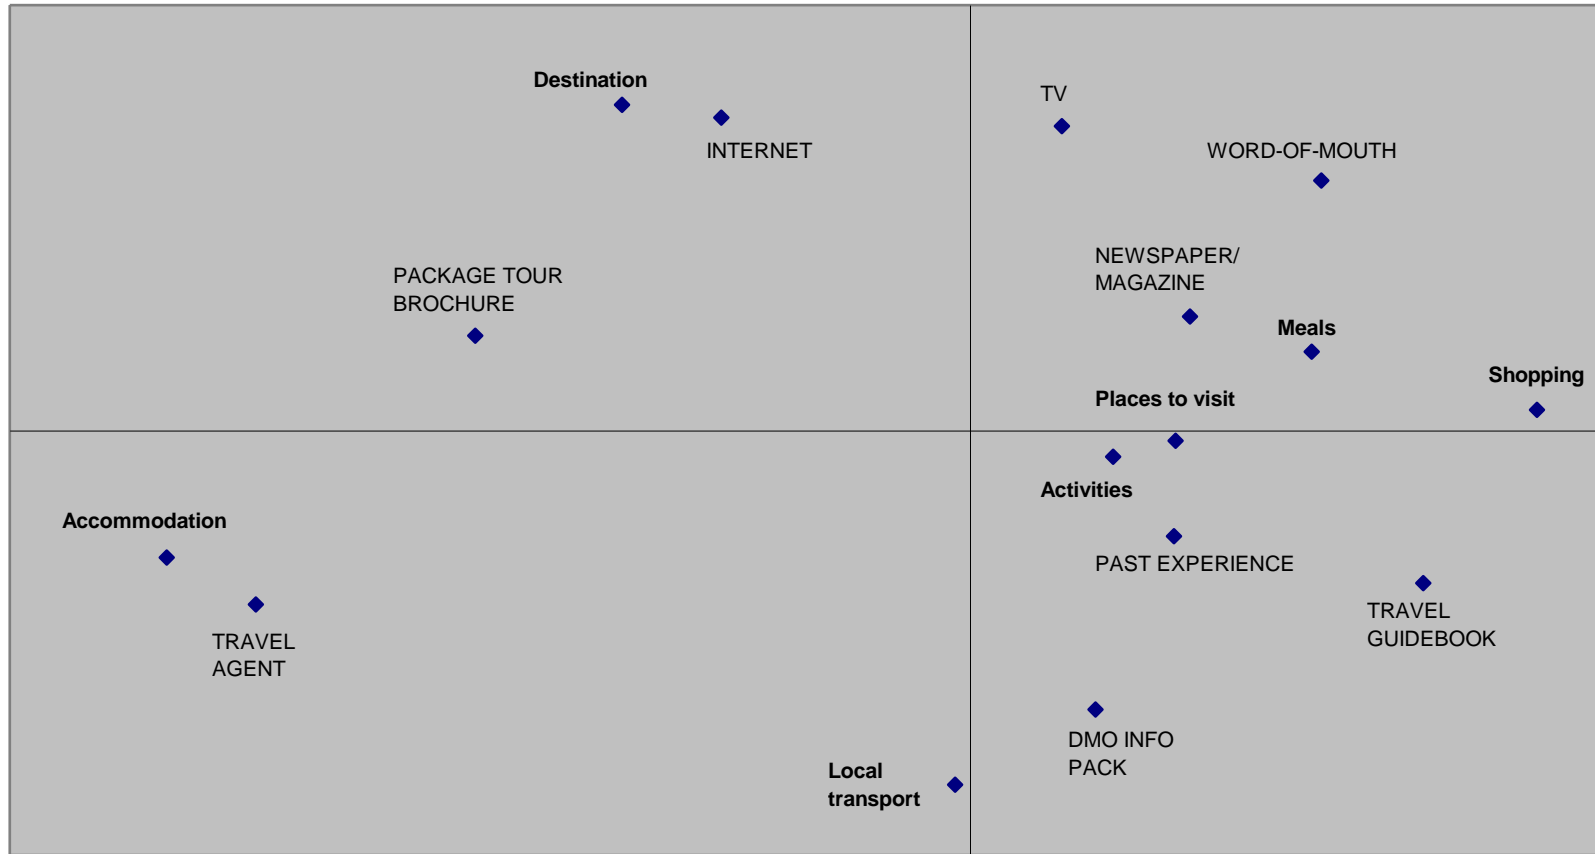 Destination
TV
INTERNET
WORD-OF-MOUTH
NEWSPAPER/
MAGAZINE
PACKAGE TOUR
BROCHURE
Meals
Shopping
Places to visit
Activities
Accommodation
PAST EXPERIENCE
TRAVEL
GUIDEBOOK
TRAVEL
AGENT
DMO INFO
PACK
Local
transport